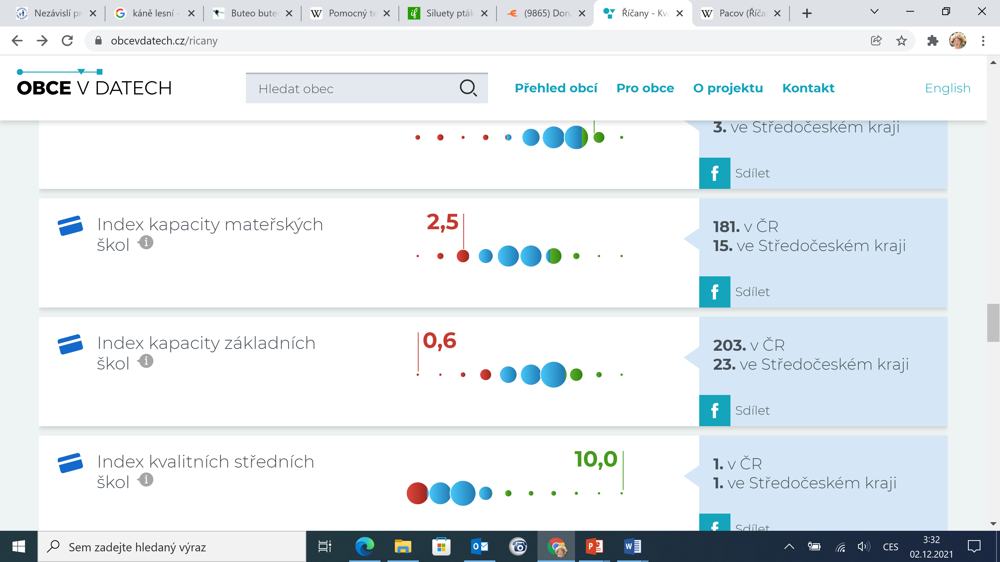 Nezávislí pr
káně lesní -
Buteo buteo
Pomocný te
Siluety pták
(9865) Doru
Říčany - Kva
Pacov (Říča
obcevdatech.cz/ricany
OBCE V DATECH
Hledat obec
Přehled obcí
Pro obce
O projektu
Kontakt
English
3. ve Středočeském kraji
Sdílet
Index kapacity mateřských
škol
2,5
181. v ČR
15. ve Středočeském kraji
Sdílet
Index kapacity základních
škol
0,6
203. v ČR
23. ve Středočeském kraji
Sdílet
Index kvalitních středních
škol
10,0
1. v ČR
1. ve Středočeském kraji
Sdílet
Sem zadejte hledaný výraz
CES
3:32
02.12.2021